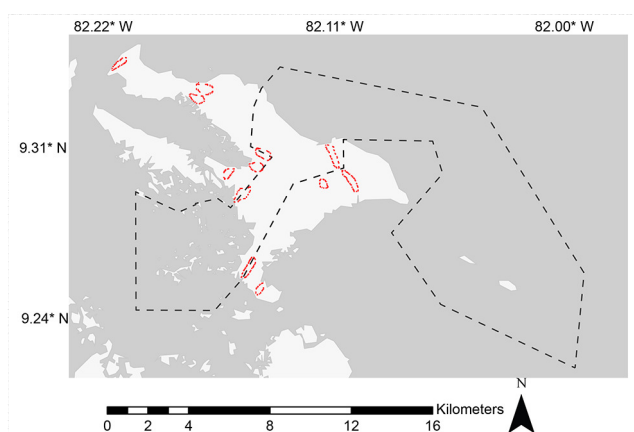 82.22* W 82.11* W 82.00* W
9.31* N
9.24* N
N
Kilometers
0 2 4 8 12 16